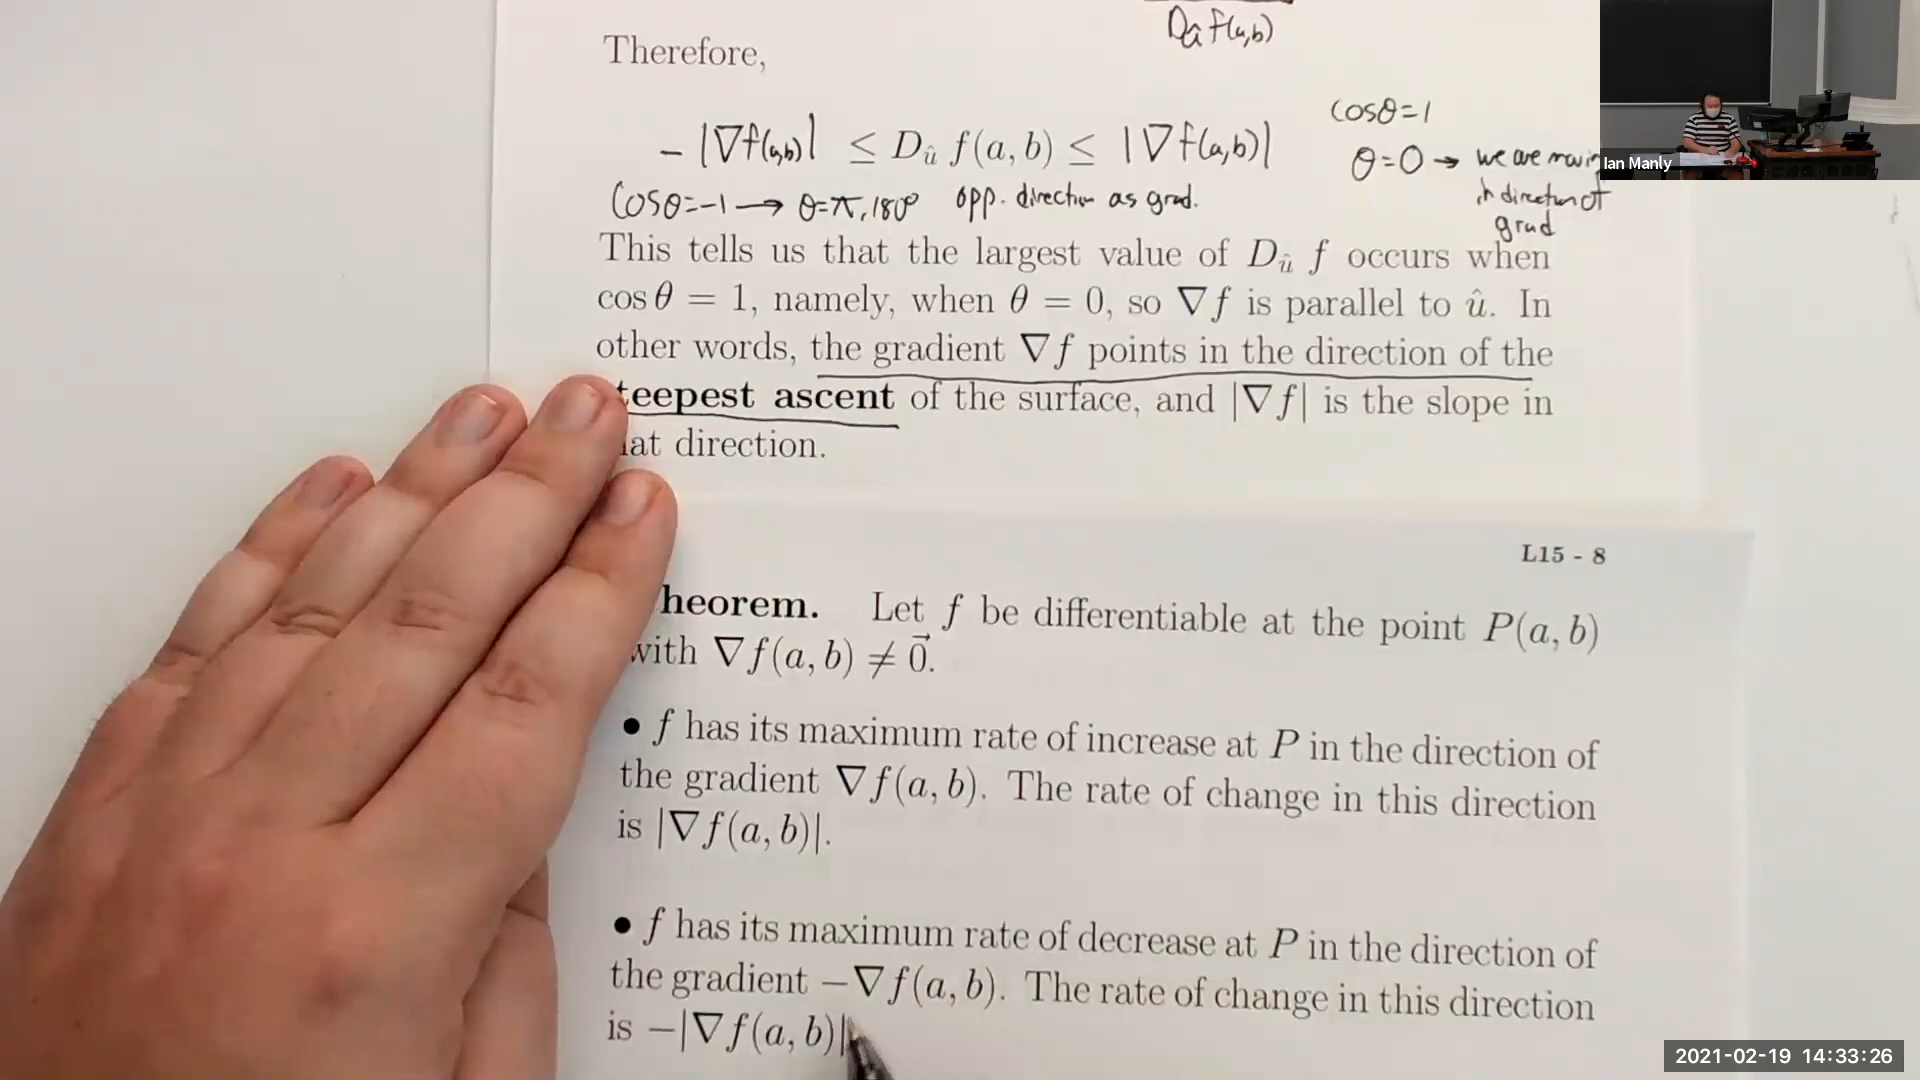 Dû f(a,b)
Therefore,
cosθ=1
- |∇f(a,b)| ≤ Dû f(a, b) ≤ |∇f(a,b)|
θ=0 → we are moving
Ian Manly
in direction of
grad
cosθ=-1 → θ=π, 180° opp. direction as grad.
This tells us that the largest value of Dû f occurs when
cos θ = 1, namely, when θ = 0, so ∇f is parallel to û. In
other words, the gradient ∇f points in the direction of the
teepest ascent of the surface, and |∇f| is the slope in
hat direction.
L15 - 8
heorem. Let f be differentiable at the point P(a, b)
with ∇f(a, b) ≠ 0⃗.
• f has its maximum rate of increase at P in the direction of
the gradient ∇f(a, b). The rate of change in this direction
is |∇f(a, b)|.
• f has its maximum rate of decrease at P in the direction of
the gradient −∇f(a, b). The rate of change in this direction
is −|∇f(a, b)|
2021-02-19 14:33:26